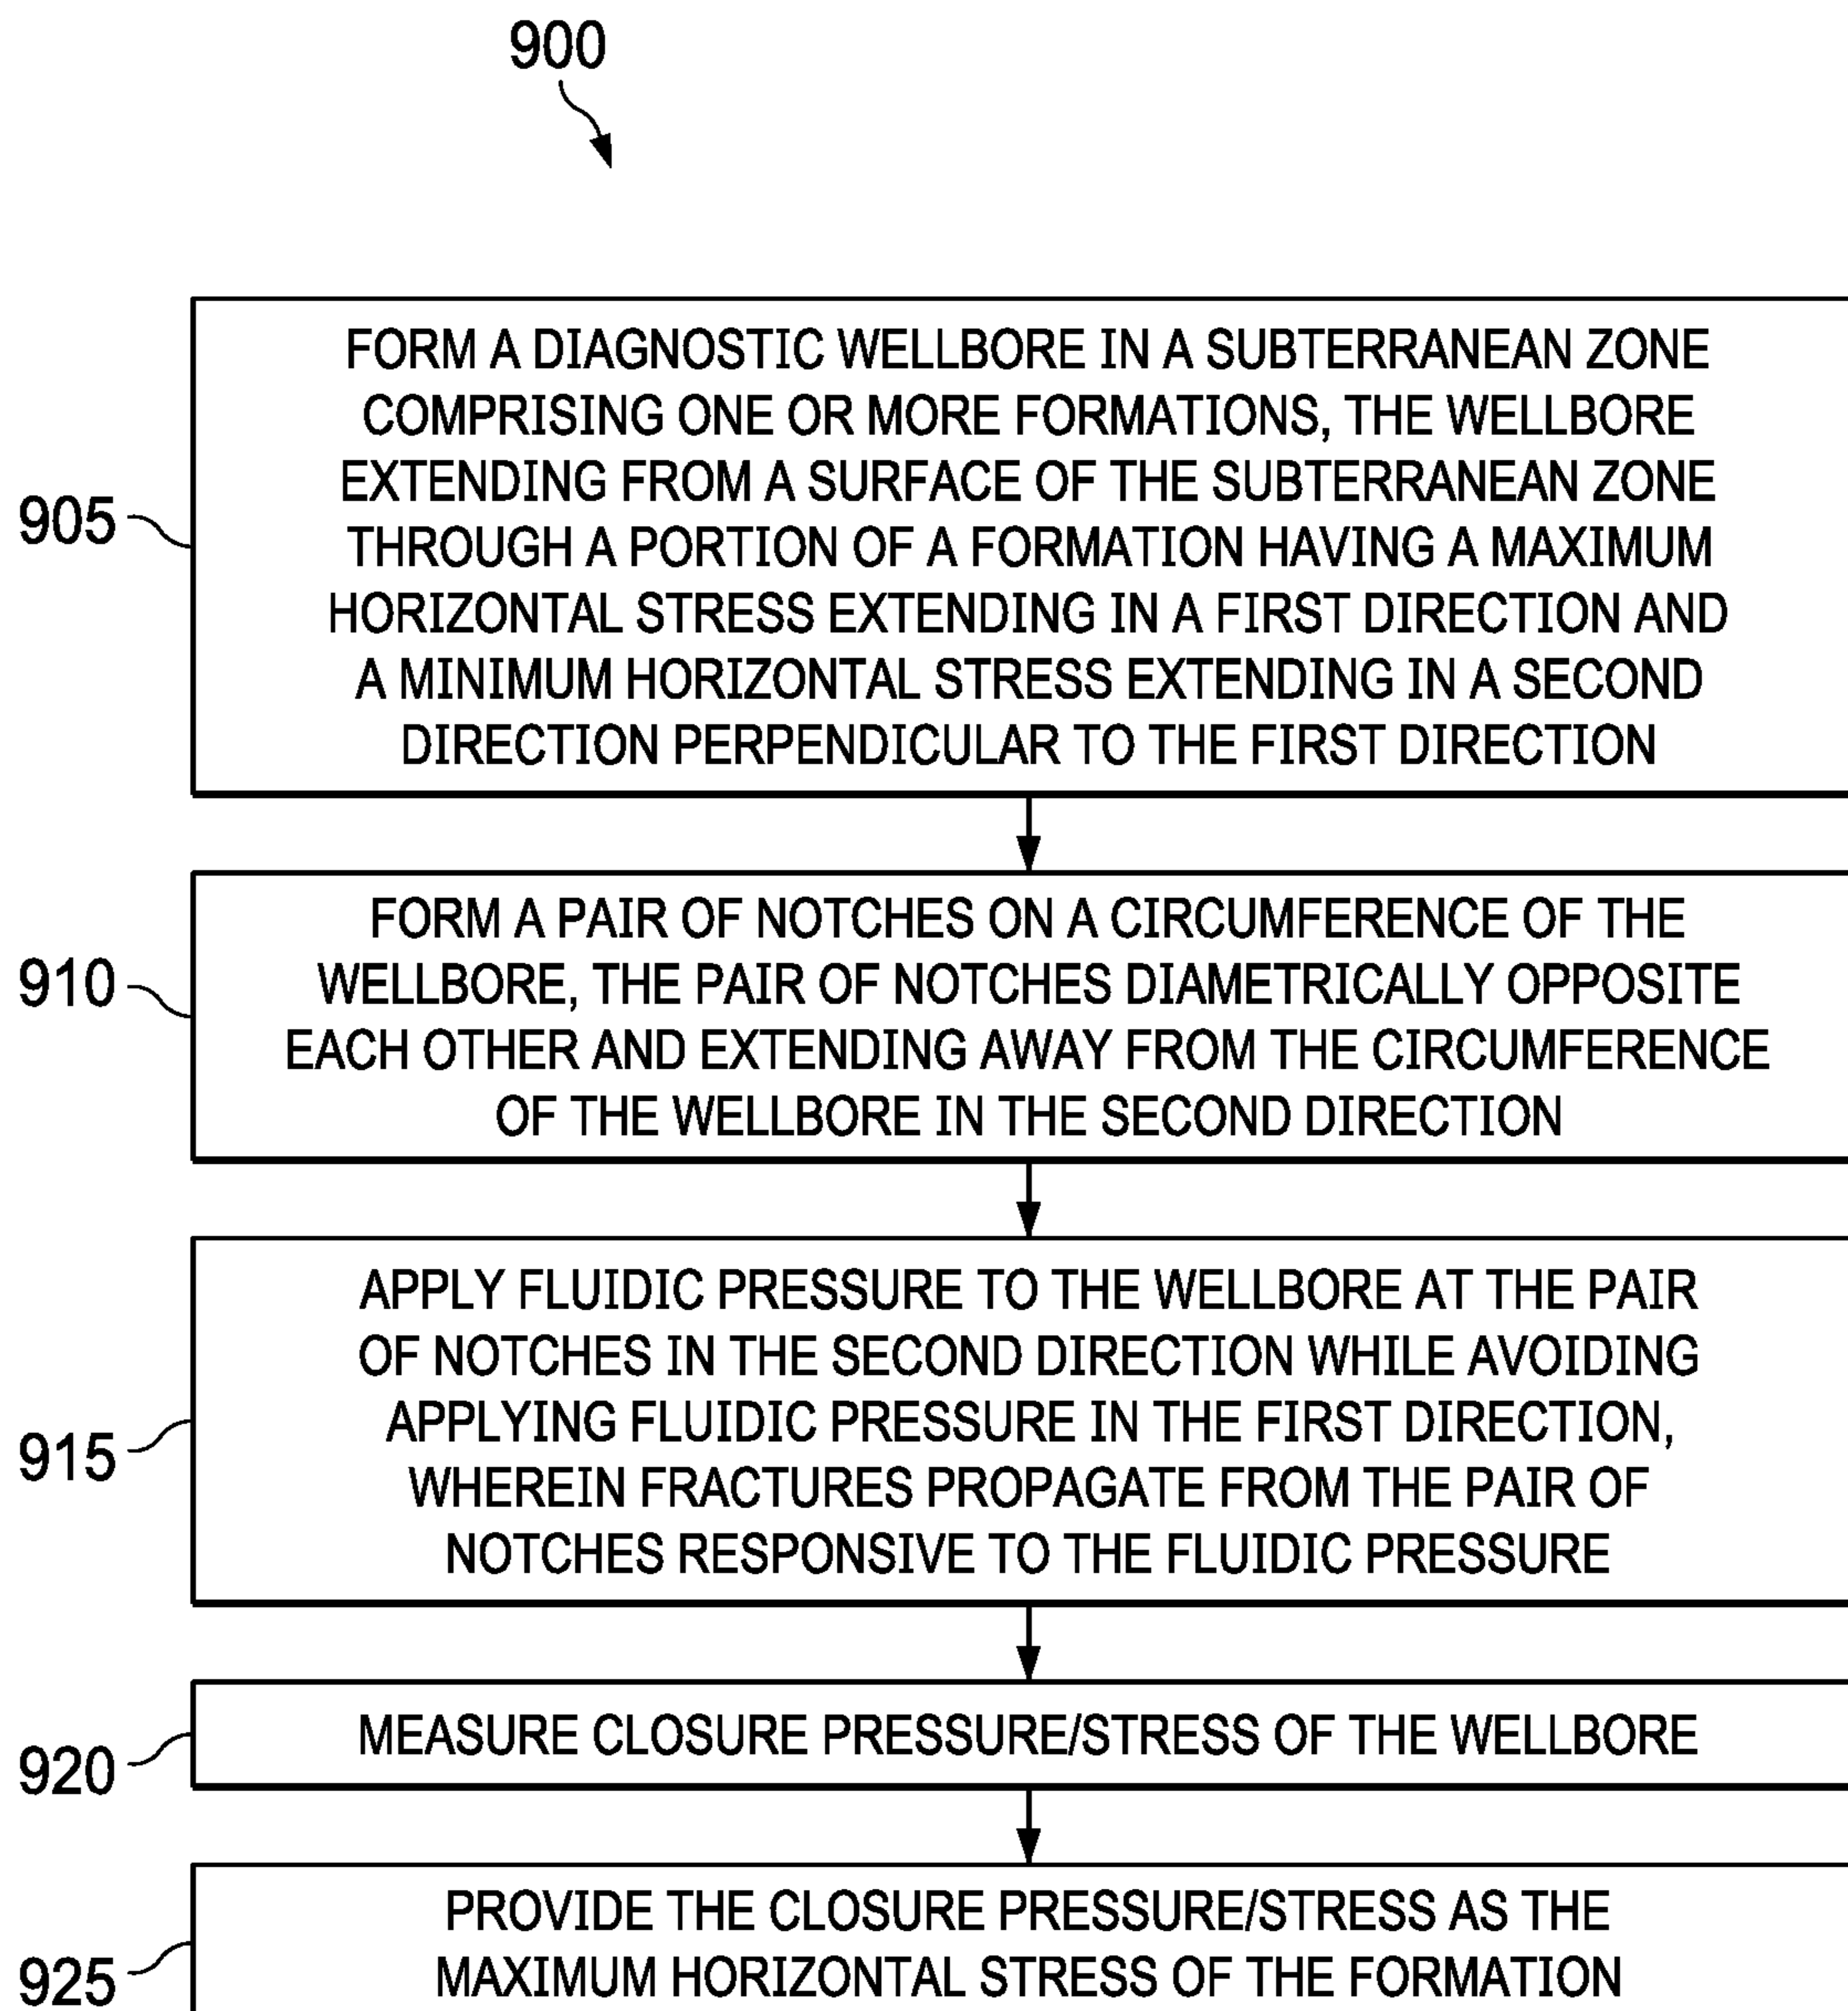 900
FORM A DIAGNOSTIC WELLBORE IN A SUBTERRANEAN ZONE
COMPRISING ONE OR MORE FORMATIONS, THE WELLBORE
EXTENDING FROM A SURFACE OF THE SUBTERRANEAN ZONE
905
THROUGH A PORTION OF A FORMATION HAVING A MAXIMUM
HORIZONTAL STRESS EXTENDING IN A FIRST DIRECTION AND
A MINIMUM HORIZONTAL STRESS EXTENDING IN A SECOND
DIRECTION PERPENDICULAR TO THE FIRST DIRECTION
FORM A PAIR OF NOTCHES ON A CIRCUMFERENCE OF THE
910
WELLBORE, THE PAIR OF NOTCHES DIAMETRICALLY OPPOSITE
EACH OTHER AND EXTENDING AWAY FROM THE CIRCUMFERENCE
OF THE WELLBORE IN THE SECOND DIRECTION
APPLY FLUIDIC PRESSURE TO THE WELLBORE AT THE PAIR
OF NOTCHES IN THE SECOND DIRECTION WHILE AVOIDING
APPLYING FLUIDIC PRESSURE IN THE FIRST DIRECTION,
915
WHEREIN FRACTURES PROPAGATE FROM THE PAIR OF
NOTCHES RESPONSIVE TO THE FLUIDIC PRESSURE
920
MEASURE CLOSURE PRESSURE/STRESS OF THE WELLBORE
PROVIDE THE CLOSURE PRESSURE/STRESS AS THE
925
MAXIMUM HORIZONTAL STRESS OF THE FORMATION